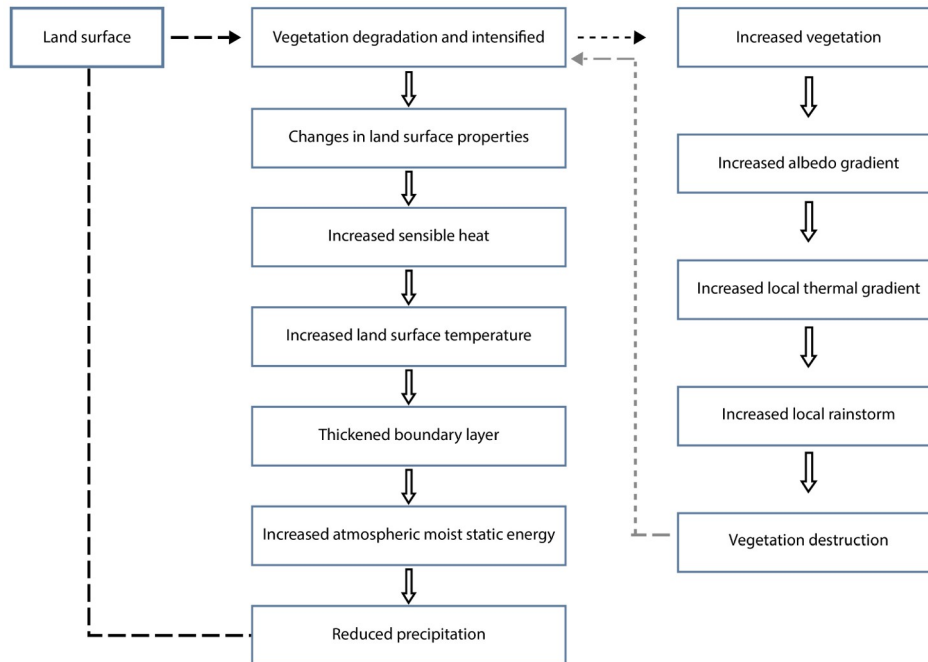 Land surface
Vegetation degradation and intensified
Increased vegetation
Changes in land surface properties
Increased albedo gradient
Increased sensible heat
Increased local thermal gradient
Increased land surface temperature
Increased local rainstorm
Thickened boundary layer
Increased atmospheric moist static energy
Vegetation destruction
Reduced precipitation